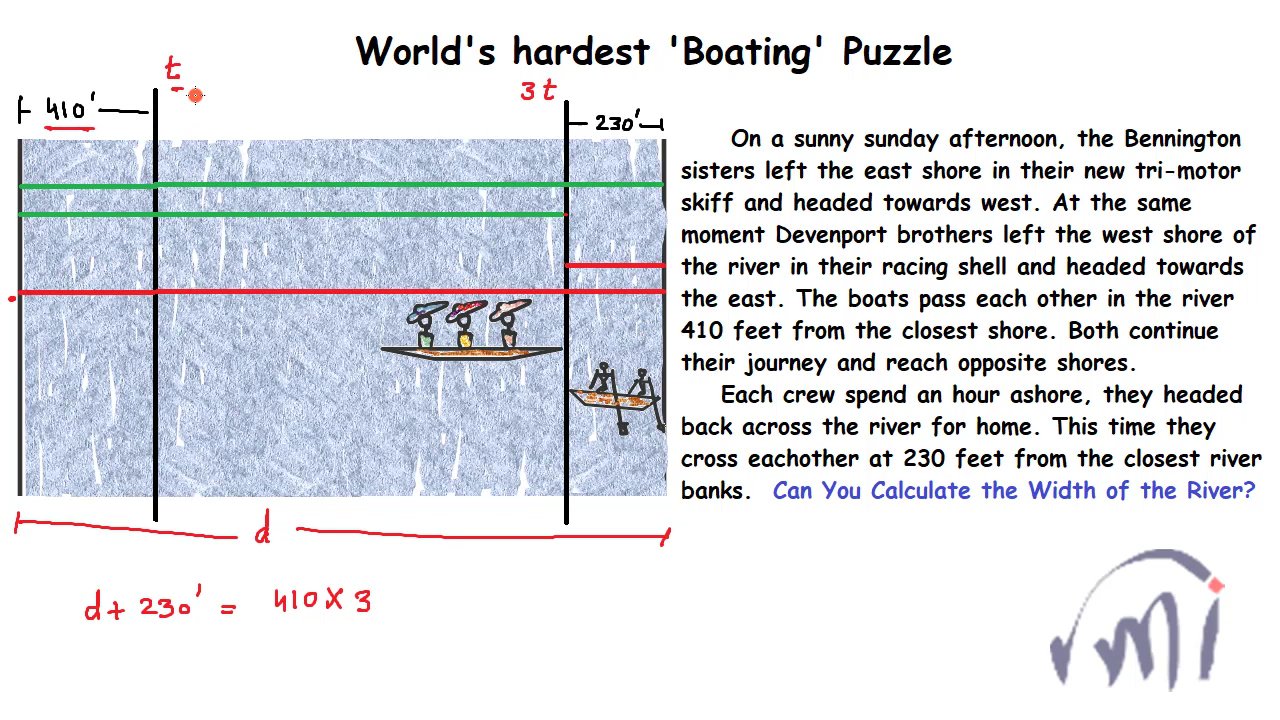 World's hardest 'Boating' Puzzle
t
410'
3t
230'
On a sunny sunday afternoon, the Bennington
sisters left the east shore in their new tri-motor
skiff and headed towards west. At the same
moment Devenport brothers left the west shore of
the river in their racing shell and headed towards
the east. The boats pass each other in the river
410 feet from the closest shore. Both continue
their journey and reach opposite shores.
Each crew spend an hour ashore, they headed
back across the river for home. This time they
cross eachother at 230 feet from the closest river
banks. Can You Calculate the Width of the River?
d
d + 230' = 410 X 3
rmi